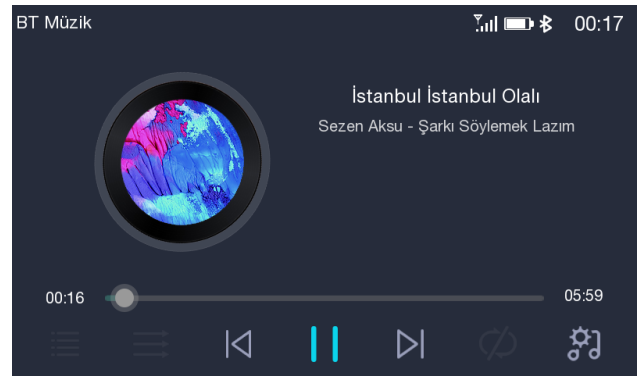 BT Müzik
00:17
İstanbul İstanbul Olalı
Sezen Aksu - Şarkı Söylemek Lazım
00:16
05:59